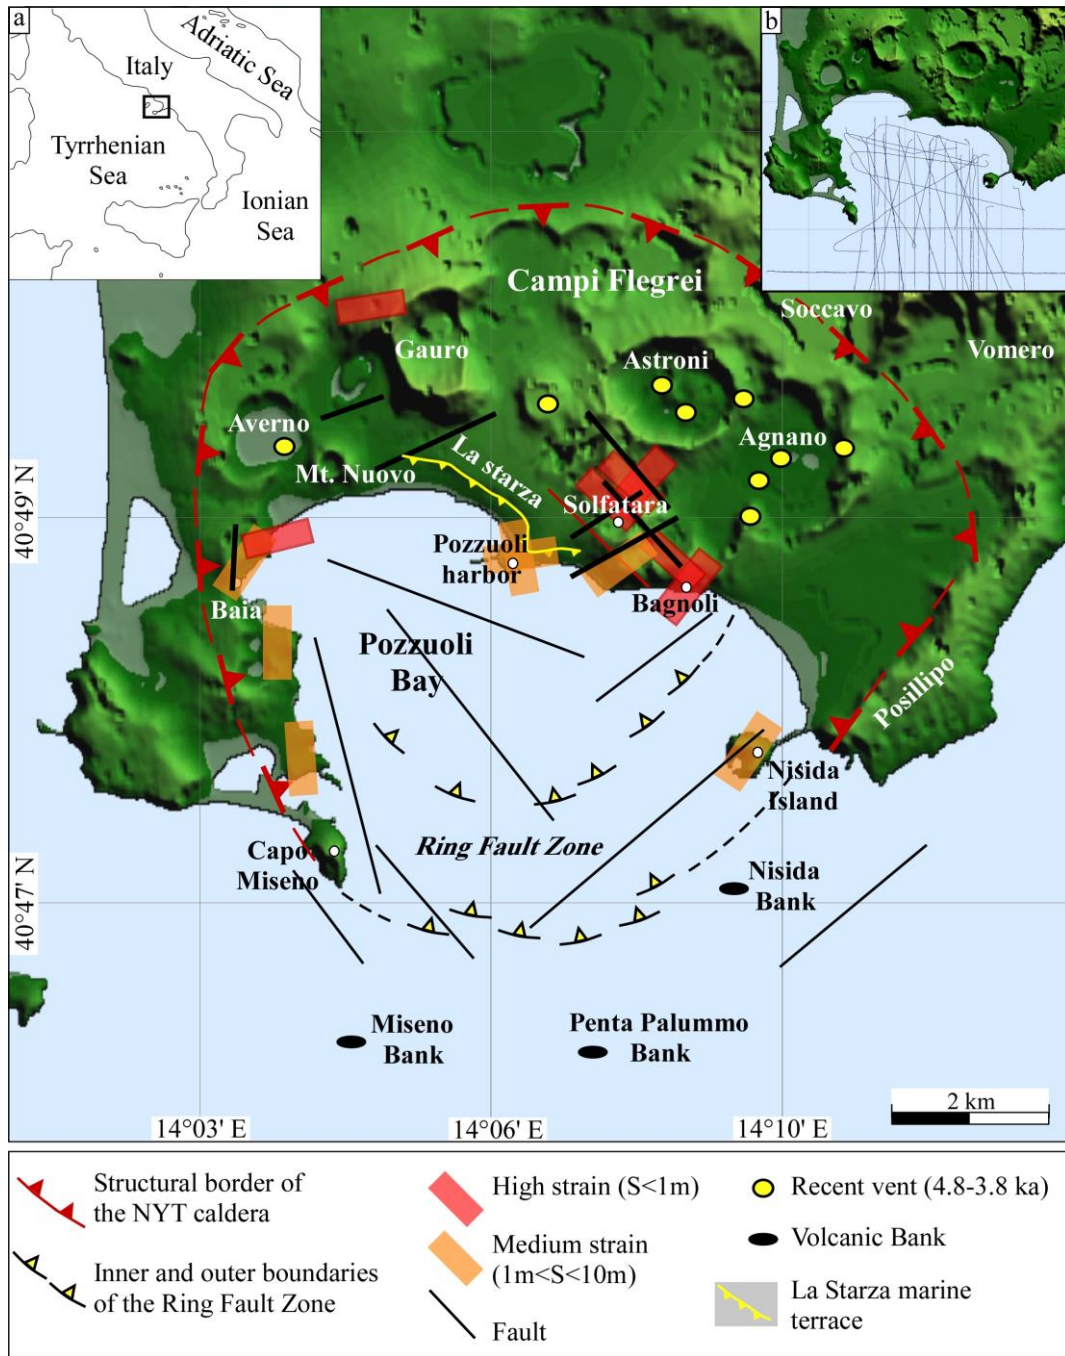 a
Adriatic Sea
Italy
Tyrrhenian
Sea
Ionian
Sea
b
Campi Flegrei
Soccavo
Vomero
Gauro
Astroni
Averno
Agnano
Mt. Nuovo
La starza
Solfatara
40°49' N
Pozzuoli
harbor
Baia
Bagnoli
Pozzuoli
Bay
Posillipo
Nisida
Island
Ring Fault Zone
Capo
Miseno
Nisida
Bank
40°47' N
Miseno
Bank
Penta Palummo
Bank
2 km
14°03' E
14°06' E
14°10' E
Structural border of
the NYT caldera
Inner and outer boundaries
of the Ring Fault Zone
High strain (S<1m)
Medium strain
(1m<S<10m)
Fault
Recent vent (4.8-3.8 ka)
Volcanic Bank
La Starza marine
terrace